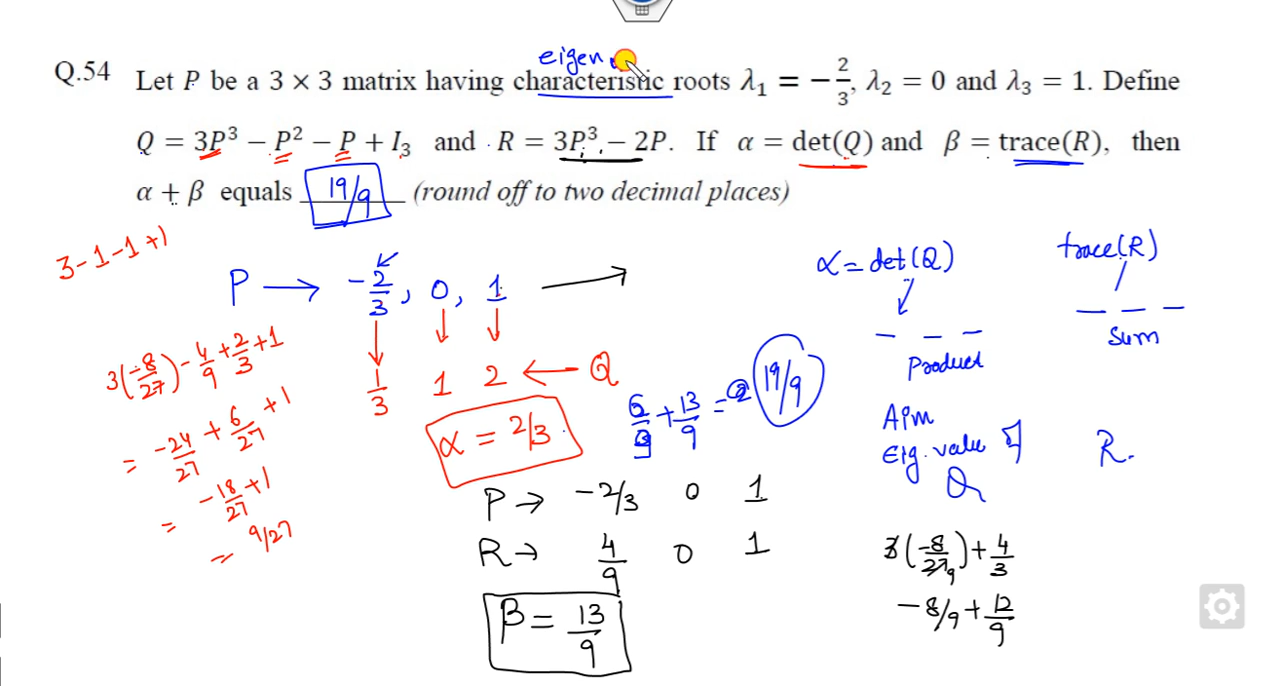 eigen
Q.54 Let P be a 3 × 3 matrix having characteristic roots λ₁ = −2/3, λ₂ = 0 and λ₃ = 1. Define
Q = 3P³ − P² − P + I₃ and R = 3P³ − 2P. If α = det(Q) and β = trace(R), then
α + β equals 19/9 (round off to two decimal places)
3-1-1+1
P → -2/3, 0, 1 →
α = det(Q)
Product
trace(R)
Sum
3(-8/27) - 4/9 + 2/3 + 1
= -24/27 + 6/27 + 1
= -18/27 + 1
= 9/27
1/3 1 2 ← Q
α = 2/3
6/9 + 13/9 = 19/9
Aim
Eig. value of
Q
R.
P → -2/3 0 1
R → 4/9 0 1
β = 13/9
3(-8/27 9) + 4/3
-8/9 + 12/9